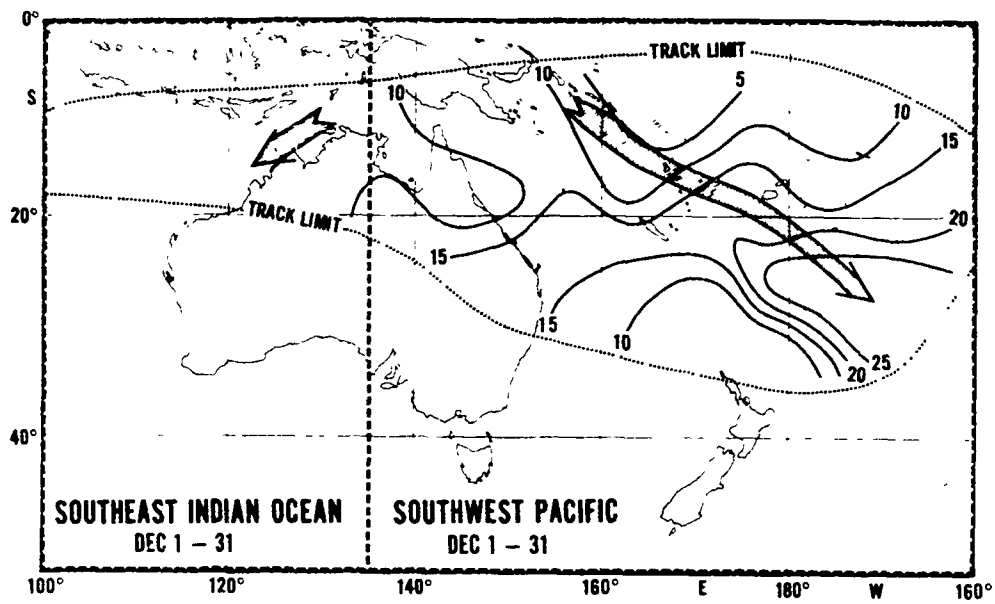 0°
TRACK LIMIT
10
5
S
10
10
15
20°
TRACK LIMIT
20
15
15
10
25
20
40°
SOUTHEAST INDIAN OCEAN
DEC 1 – 31
SOUTHWEST PACIFIC
DEC 1 – 31
100°
120°
140°
160°
E
180°
W
160°